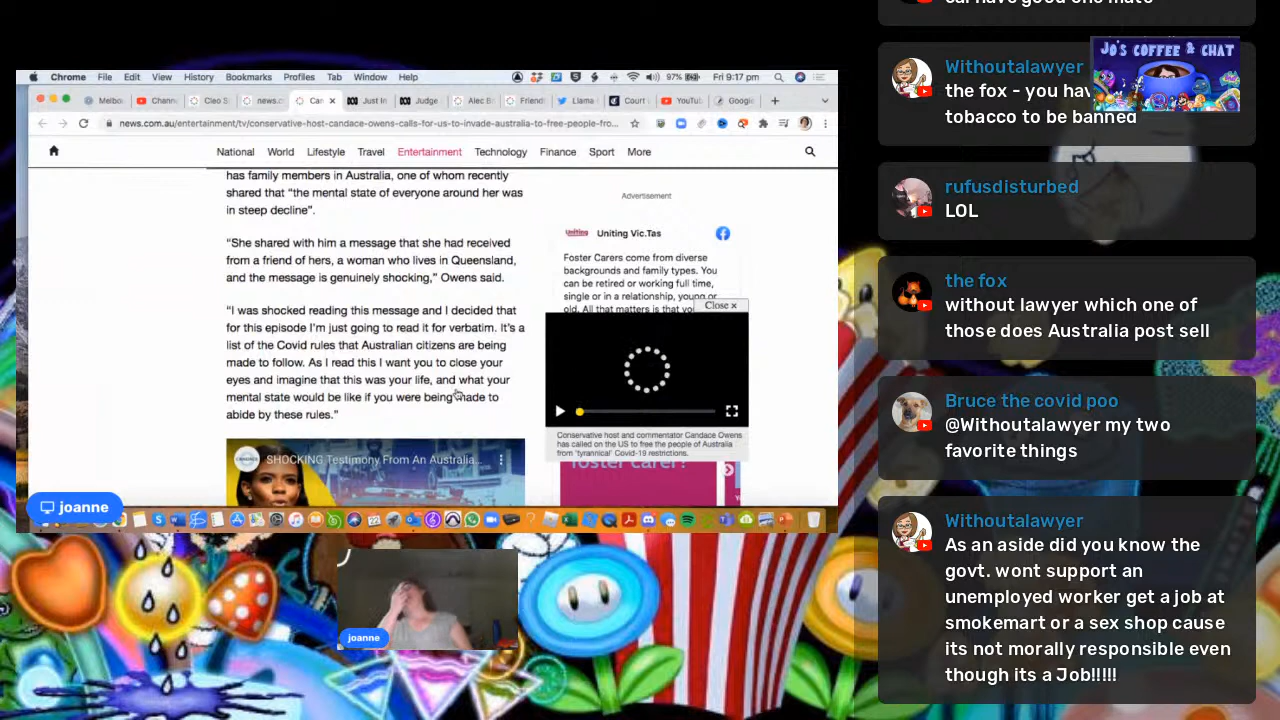 Chrome File Edit View History Bookmarks Profiles Tab Window Help
97% Fri 9:17 pm
Melbo Chann Cleo S news.c Can Just In Judge Alec B Friendi Llama Court YouTu Google
news.com.au/entertainment/tv/conservative-host-candace-owens-calls-for-us-to-invade-australia-to-free-people-fro...
National World Lifestyle Travel Entertainment Technology Finance Sport More
has family members in Australia, one of whom recently
shared that “the mental state of everyone around her was
in steep decline”.
“She shared with him a message that she had received
from a friend of hers, a woman who lives in Queensland,
and the message is genuinely shocking,” Owens said.
“I was shocked reading this message and I decided that
for this episode I’m just going to read it for verbatim. It’s a
list of the Covid rules that Australian citizens are being
made to follow. As I read this I want you to close your
eyes and imagine that this was your life, and what your
mental state would be like if you were being made to
abide by these rules.”
SHOCKING Testimony From An Australia...
Advertisement
Uniting Uniting Vic.Tas
Foster Carers come from diverse
backgrounds and family types. You
can be retired or working full time,
single or in a relationship, young or
old. All that matters is that
Close ×
Conservative host and commentator Candace Owens
has called on the US to free the people of Australia
from ‘tyrannical’ Covid-19 restrictions.
foster carer?
joanne
joanne
JO'S COFFEE & CHAT
Withoutalawyer
the fox - you hav
tobacco to be banned
rufusdisturbed
LOL
the fox
without lawyer which one of
those does Australia post sell
Bruce the covid poo
@Withoutalawyer my two
favorite things
Withoutalawyer
As an aside did you know the
govt. wont support an
unemployed worker get a job at
smokemart or a sex shop cause
its not morally responsible even
though its a Job!!!!!